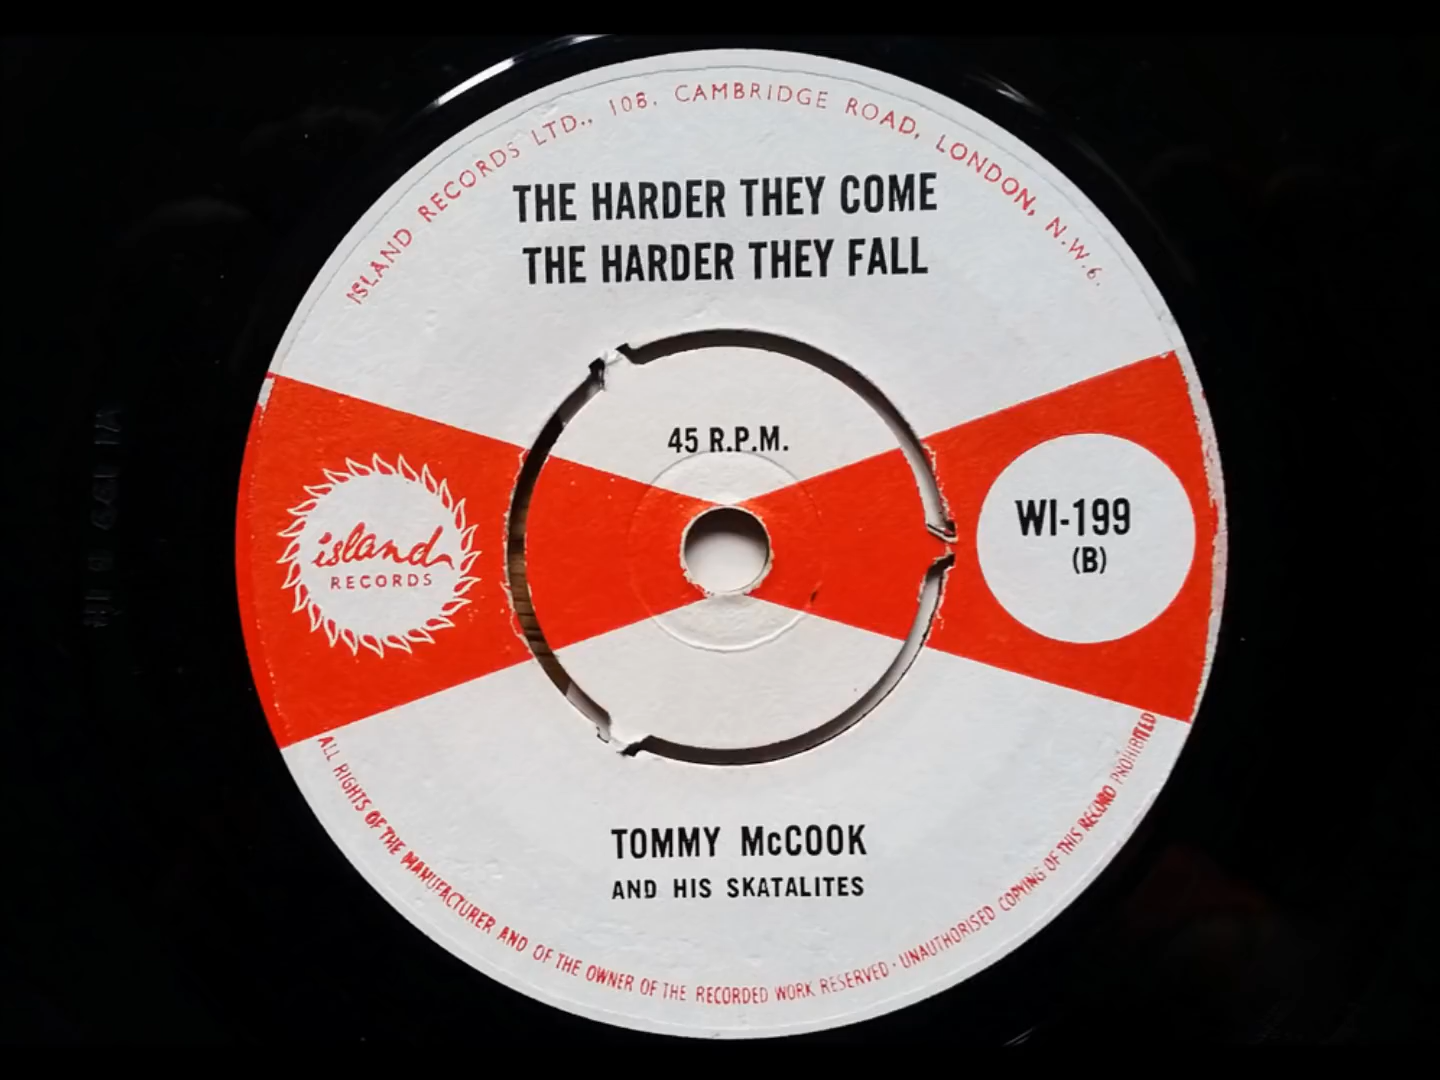 ISLAND RECORDS LTD., 108, CAMBRIDGE ROAD, LONDON, N.W.6.
THE HARDER THEY COME
THE HARDER THEY FALL
45 R.P.M.
island
RECORDS
WI-199
(B)
TOMMY McCOOK
AND HIS SKATALITES
ALL RIGHTS OF THE MANUFACTURER AND OF THE OWNER OF THE RECORDED WORK RESERVED · UNAUTHORISED COPYING OF THIS RECORD PROHIBITED